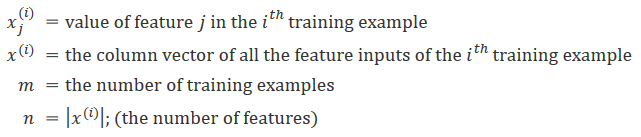 x_j^(i) = value of feature j in the i^th training example
x^(i) = the column vector of all the feature inputs of the i^th training example
m = the number of training examples
n = |x^(i)|; (the number of features)